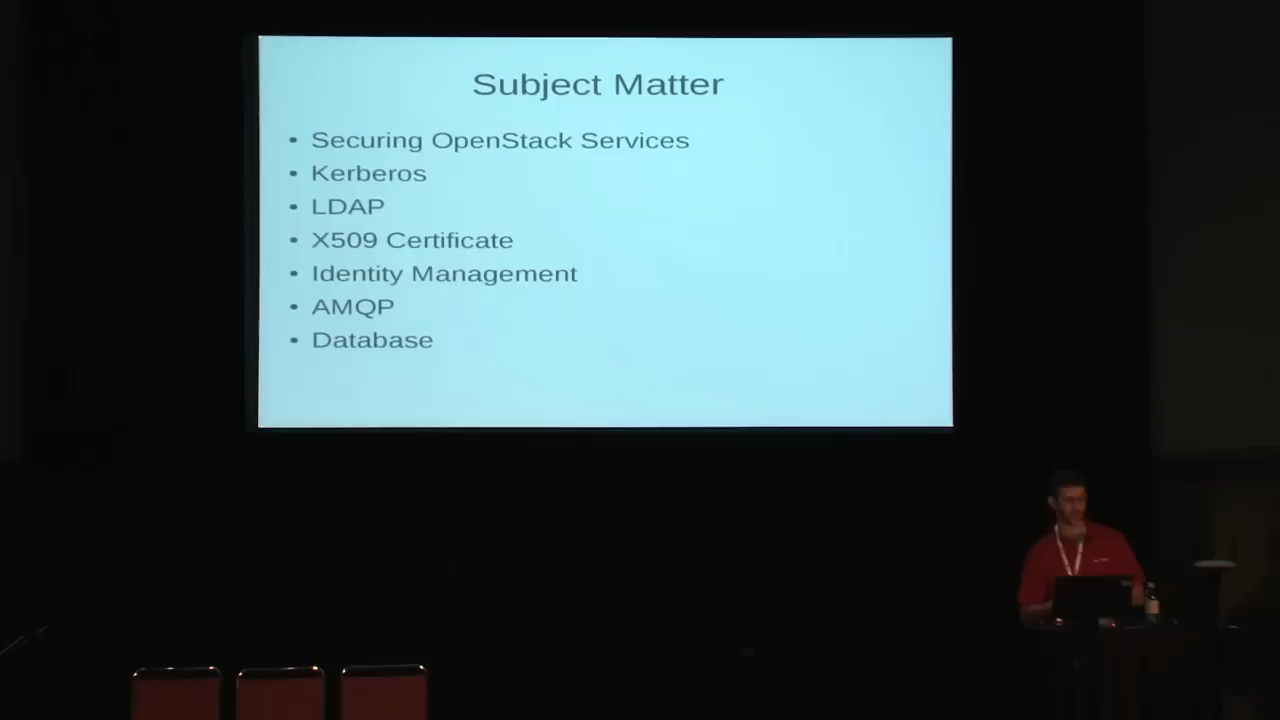 Subject Matter
• Securing OpenStack Services
• Kerberos
• LDAP
• X509 Certificate
• Identity Management
• AMQP
• Database